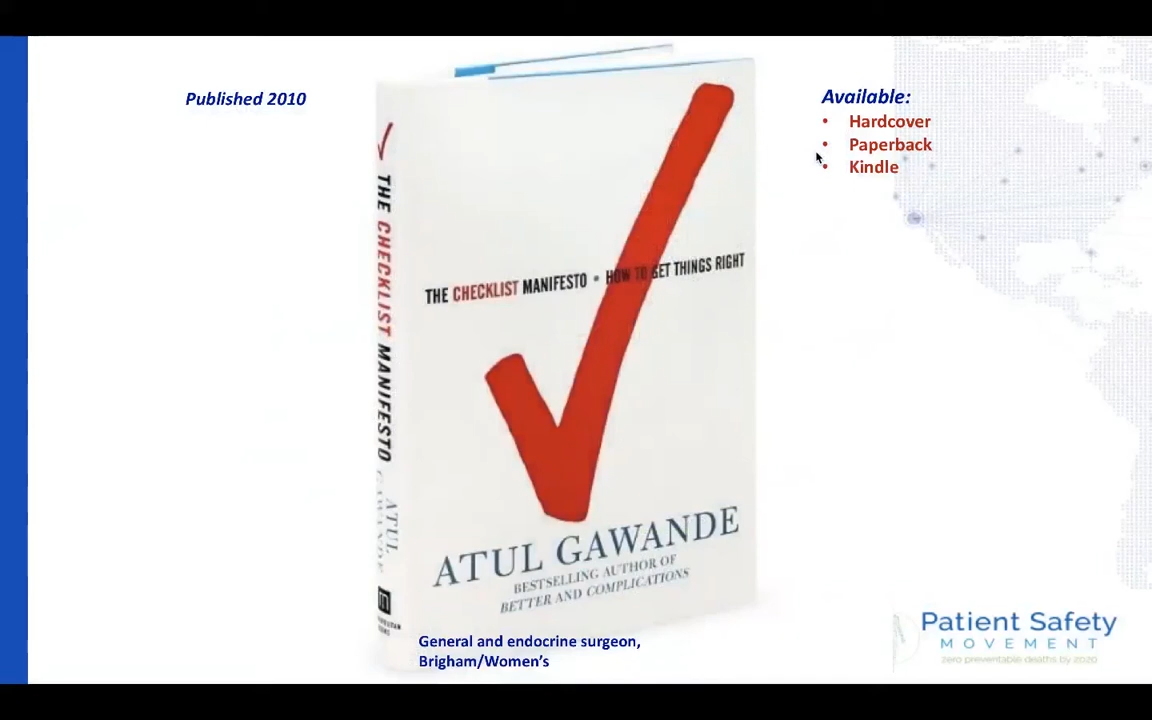 Published 2010
Available:
• Hardcover
• Paperback
• Kindle
THE CHECKLIST MANIFESTO • HOW TO GET THINGS RIGHT
THE CHECKLIST MANIFESTO
ATUL GAWANDE
ATUL GAWANDE
BESTSELLING AUTHOR OF
BETTER AND COMPLICATIONS
General and endocrine surgeon,
Brigham/Women’s
Patient Safety
MOVEMENT
zero preventable deaths by 2020